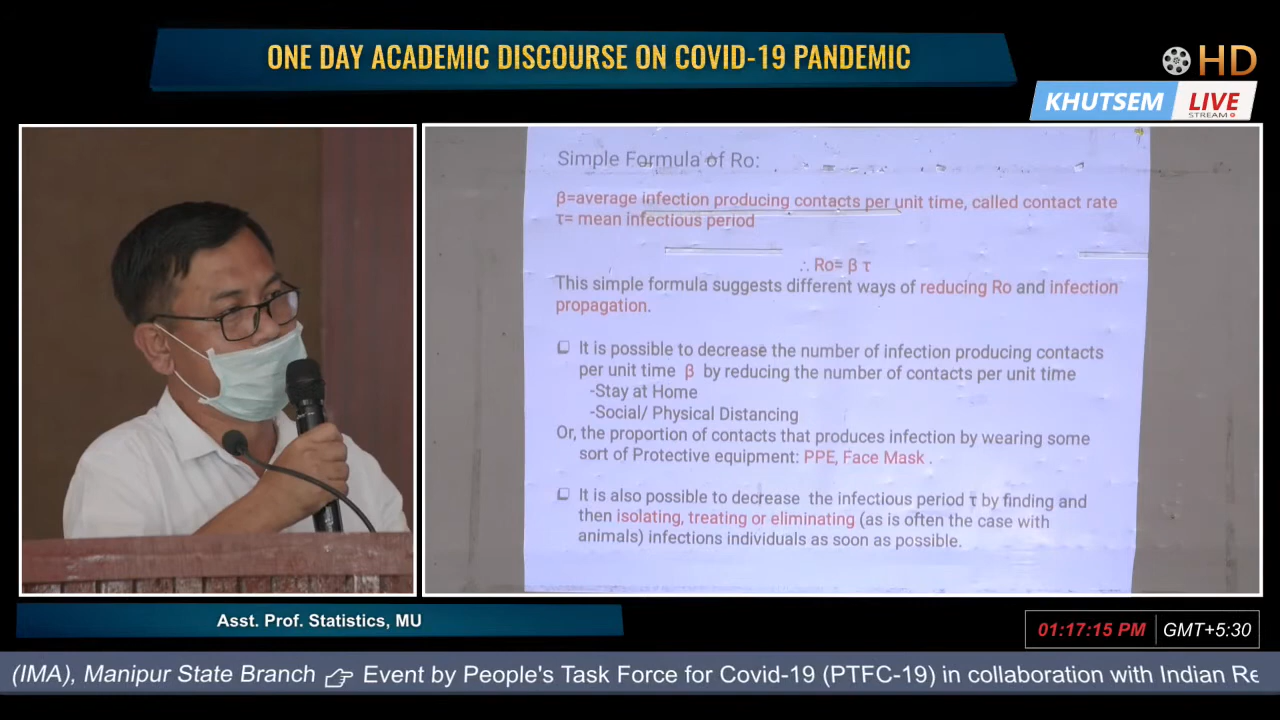 ONE DAY ACADEMIC DISCOURSE ON COVID-19 PANDEMIC
HD
KHUTSEM LIVE
STREAM
Simple Formula of Ro:
β=average infection producing contacts per unit time, called contact rate
τ= mean infectious period
∴ Ro= β τ
This simple formula suggests different ways of reducing Ro and infection
propagation.
❑ It is possible to decrease the number of infection producing contacts
per unit time β by reducing the number of contacts per unit time
-Stay at Home
-Social/ Physical Distancing
Or, the proportion of contacts that produces infection by wearing some
sort of Protective equipment: PPE, Face Mask .
❑ It is also possible to decrease the infectious period τ by finding and
then isolating, treating or eliminating (as is often the case with
animals) infections individuals as soon as possible.
Asst. Prof. Statistics, MU
01:17:15 PM GMT+5:30
(IMA), Manipur State Branch Event by People's Task Force for Covid-19 (PTFC-19) in collaboration with Indian Re